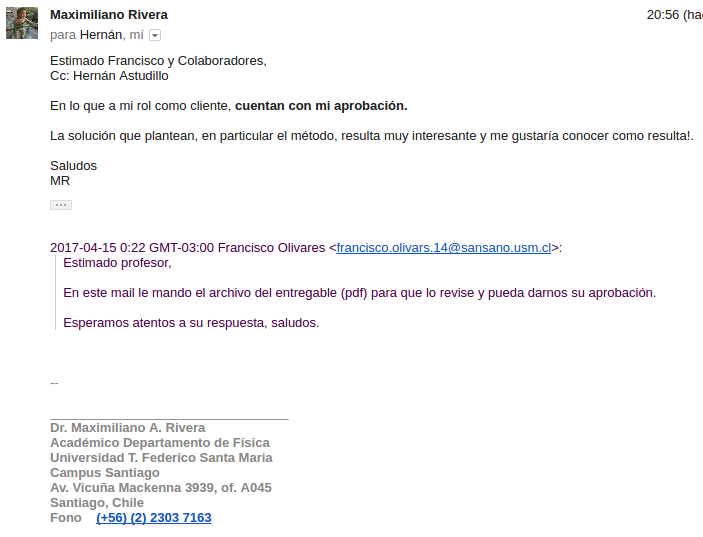 Maximiliano Rivera 20:56 (hac
para Hernán, mí
Estimado Francisco y Colaboradores,
Cc: Hernán Astudillo
En lo que a mi rol como cliente, cuentan con mi aprobación.
La solución que plantean, en particular el método, resulta muy interesante y me gustaría conocer como resulta!.
Saludos
MR
2017-04-15 0:22 GMT-03:00 Francisco Olivares <francisco.olivars.14@sansano.usm.cl>:
Estimado profesor,
En este mail le mando el archivo del entregable (pdf) para que lo revise y pueda darnos su aprobación.
Esperamos atentos a su respuesta, saludos.
--
Dr. Maximiliano A. Rivera
Académico Departamento de Física
Universidad T. Federico Santa Maria
Campus Santiago
Av. Vicuña Mackenna 3939, of. A045
Santiago, Chile
Fono (+56) (2) 2303 7163